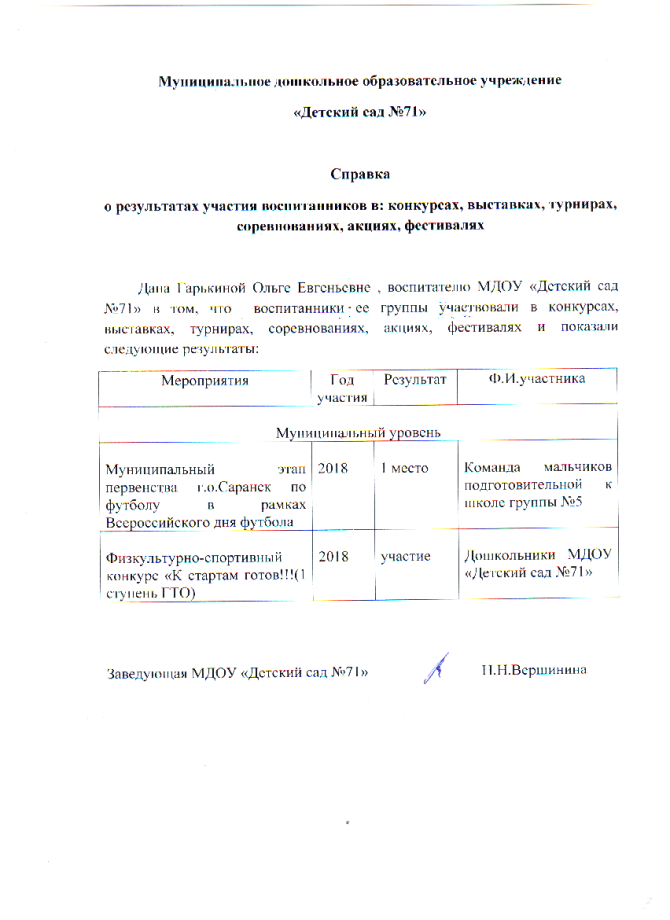 Муниципальное дошкольное образовательное учреждение
«Детский сад №71»
Справка
о результатах участия воспитанников в: конкурсах, выставках, турнирах,
соревнованиях, акциях, фестивалях
Дана Гарькиной Ольге Евгеньевне , воспитателю МДОУ «Детский сад
№71» в том, что воспитанники ее группы участвовали в конкурсах,
выставках, турнирах, соревнованиях, акциях, фестивалях и показали
следующие результаты:
Мероприятия Год участия Результат Ф.И.участника
Муниципальный уровень
Муниципальный этап 2018 1 место Команда мальчиков
первенства г.о.Саранск по подготовительной к
футболу в рамках школе группы №5
Всероссийского дня футбола
Физкультурно-спортивный 2018 участие Дошкольники МДОУ
конкурс «К стартам готов!!!(1 «Детский сад №71»
ступень ГТО)
Заведующая МДОУ «Детский сад №71» Н.Н.Вершинина